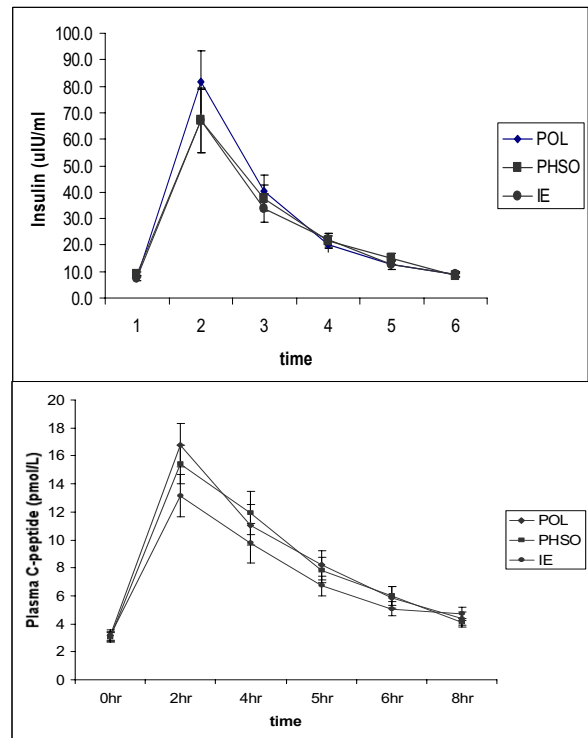 100.0
90.0
80.0
70.0
60.0
50.0
40.0
30.0
20.0
10.0
0.0
Insulin (uIU/ml)
1 2 3 4 5 6
time
POL
PHSO
IE
20
18
16
14
12
10
8
6
4
2
0
Plasma C-peptide (pmol/L)
0hr 2hr 4hr 5hr 6hr 8hr
time
POL
PHSO
IE